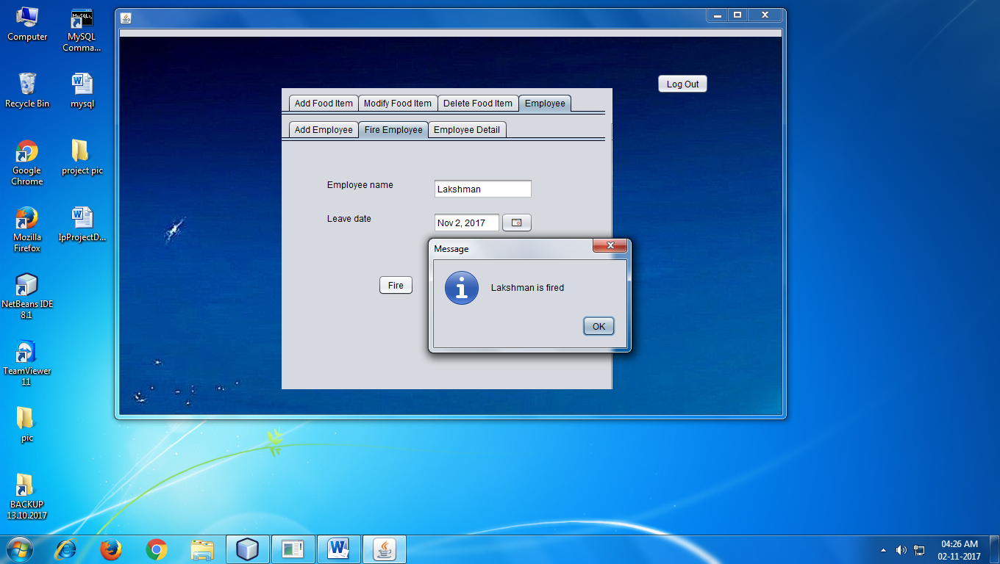 Computer
MySQL
Comma...
Recycle Bin
mysql
Google
Chrome
project pic
Mozilla
Firefox
IpProjectD...
NetBeans IDE
8.1
TeamViewer
11
pic
BACKUP
13.10.2017
Log Out
Add Food Item
Modify Food Item
Delete Food Item
Employee
Add Employee
Fire Employee
Employee Detail
Employee name
Lakshman
Leave date
Nov 2, 2017
Fire
Message
Lakshman is fired
OK
04:26 AM
02-11-2017